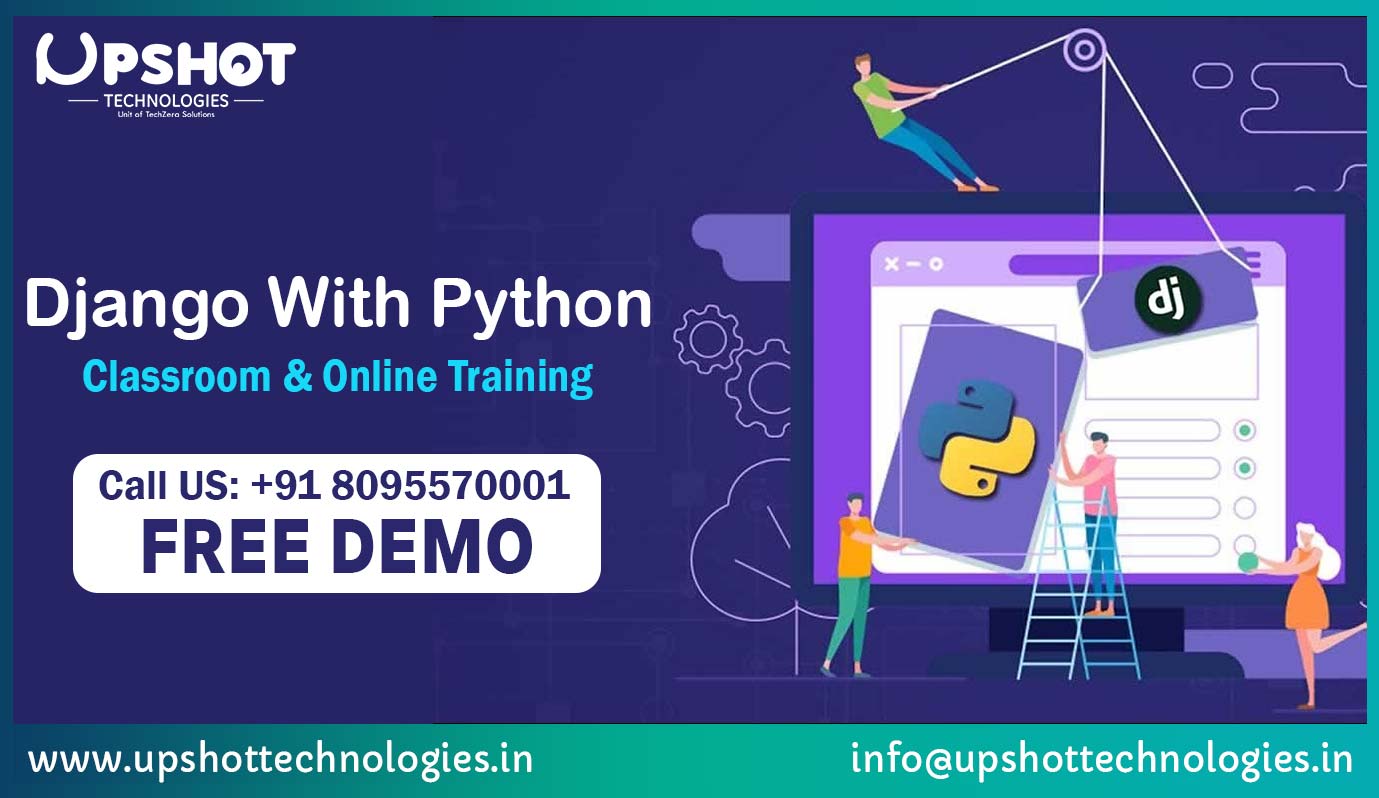 UPSHOT
TECHNOLOGIES
Unit of TechZera Solutions
Django With Python
Classroom & Online Training
Call US: +91 8095570001
FREE DEMO
dj
www.upshottechnologies.in
info@upshottechnologies.in